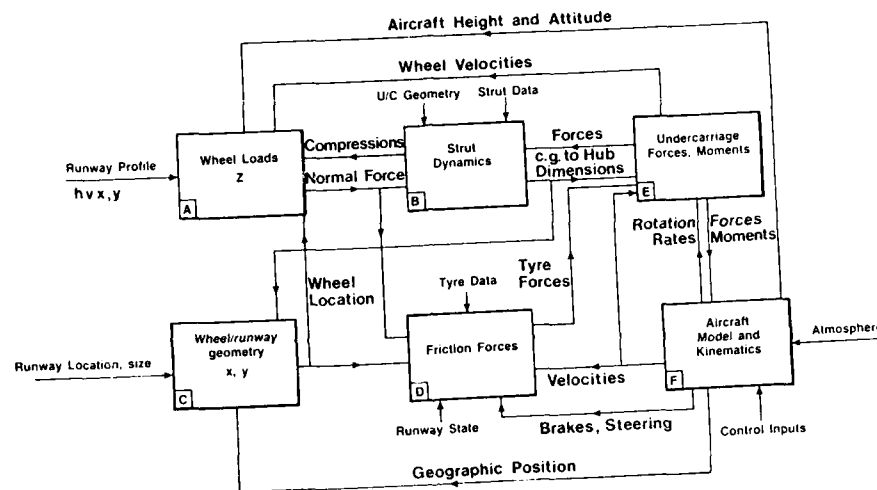 Aircraft Height and Attitude
Wheel Velocities
U/C Geometry
Strut Data
Runway Profile
h v x, y
Wheel Loads
Z
A
Compressions
Normal Force
Strut
Dynamics
B
Forces
c.g. to Hub
Dimensions
Undercarriage
Forces, Moments
E
Rotation
Rates
Forces
Moments
Wheel
Location
Tyre Data
Tyre
Forces
Runway Location, size
Wheel/runway
geometry
x, y
C
Friction Forces
D
Velocities
Aircraft
Model and
Kinematics
F
Atmosphere
Runway State
Brakes, Steering
Control Inputs
Geographic Position